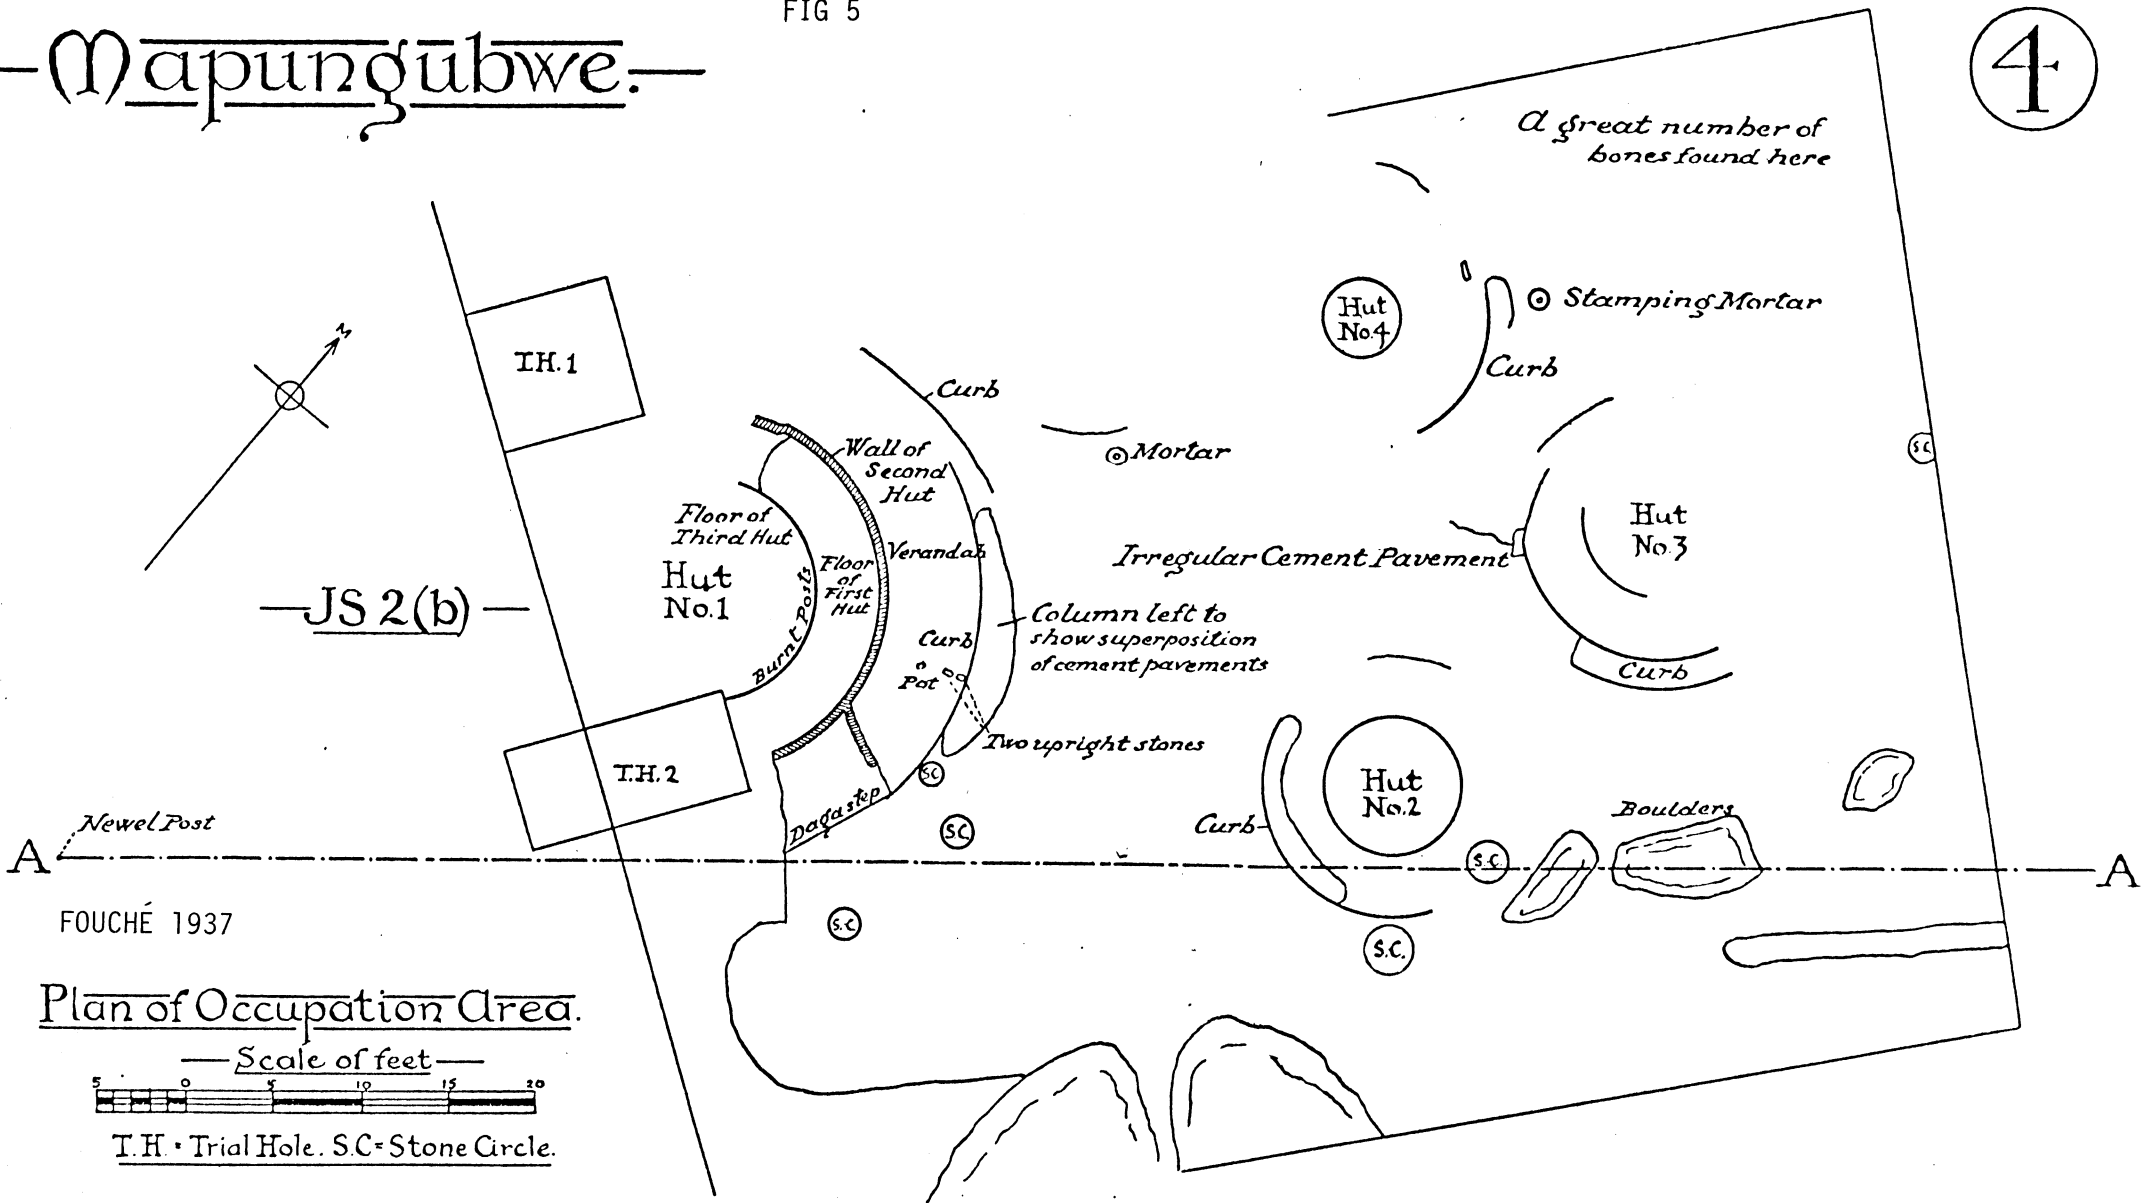 FIG 5
Mapungubwe.
4
A great number of
bones found here
N
T.H.1
Hut
No.4
Stamping Mortar
Curb
Curb
Wall of
Second
Hut
Mortar
S.C.
Floor of
Third Hut
Hut
No.1
Burnt Posts
Floor
of
First
Hut
Verandah
Irregular Cement Pavement
Hut
No.3
JS 2(b)
Curb
Pot
Column left to
show superposition
of cement pavements
Curb
Two upright stones
T.H.2
S.C.
Daga step
S.C.
Hut
No.2
Curb
Boulders
S.C.
Newel Post
A
A
S.C.
S.C.
FOUCHÉ 1937
Plan of Occupation Area.
Scale of feet
5 0 5 10 15 20
T.H. = Trial Hole. S.C = Stone Circle.